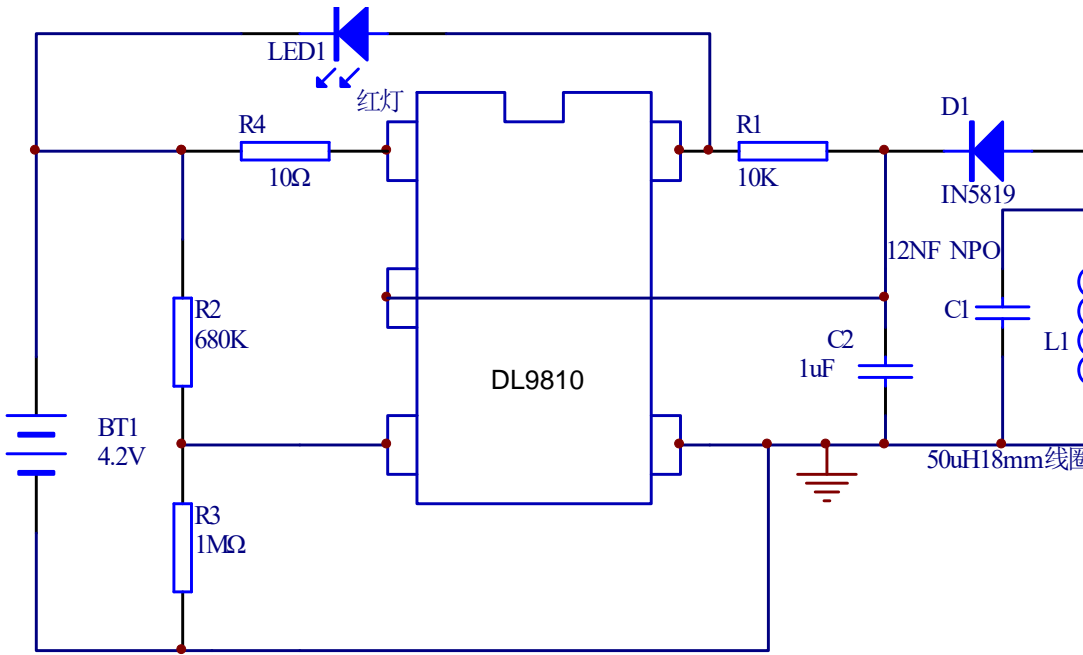 LED1
红灯
R4
10Ω
R1
10K
D1
IN5819
12NF NPO
R2
680K
C1
L1
C2
1uF
DL9810
BT1
4.2V
50uH18mm线圈
R3
1MΩ